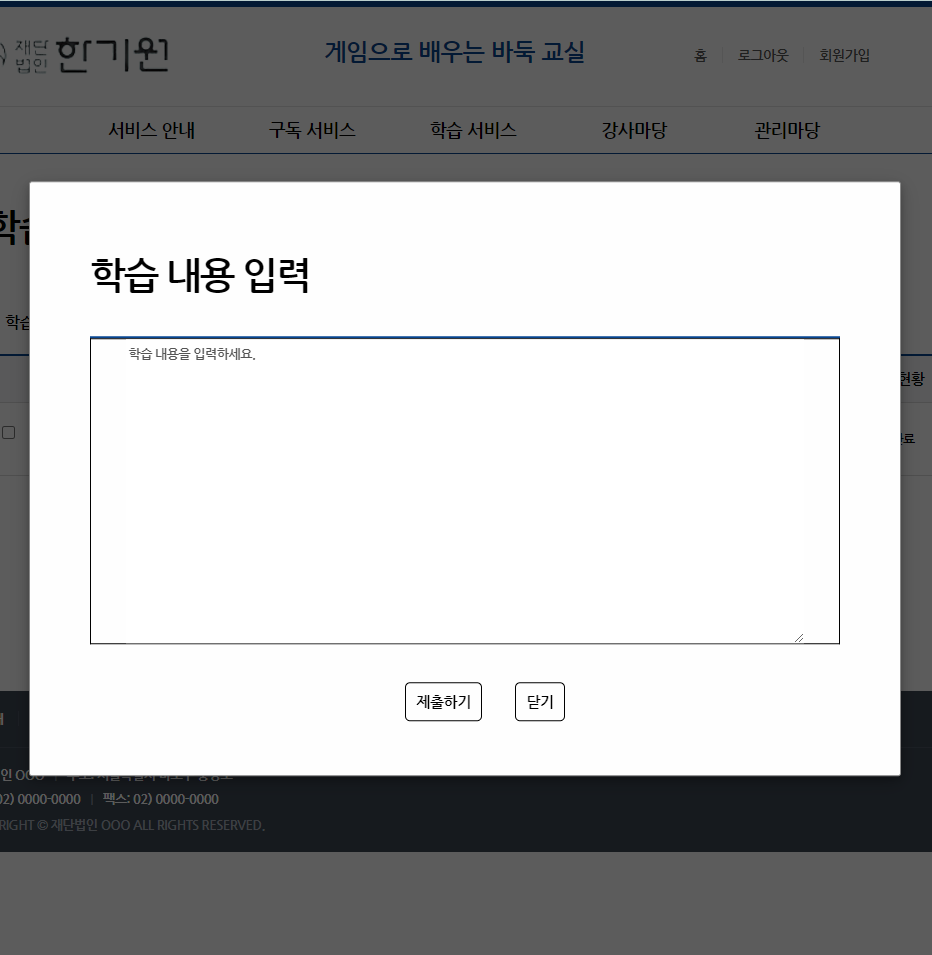 재단
법인 한기원
게임으로 배우는 바둑 교실
홈 로그아웃 회원가입
서비스 안내 구독 서비스 학습 서비스 강사마당 관리마당
학습 내용 입력
학습
학습 내용을 입력하세요.
현황
제출하기 닫기
인 OOO
02) 0000-0000 | 팩스: 02) 0000-0000
RIGHT © 재단법인 OOO ALL RIGHTS RESERVED.